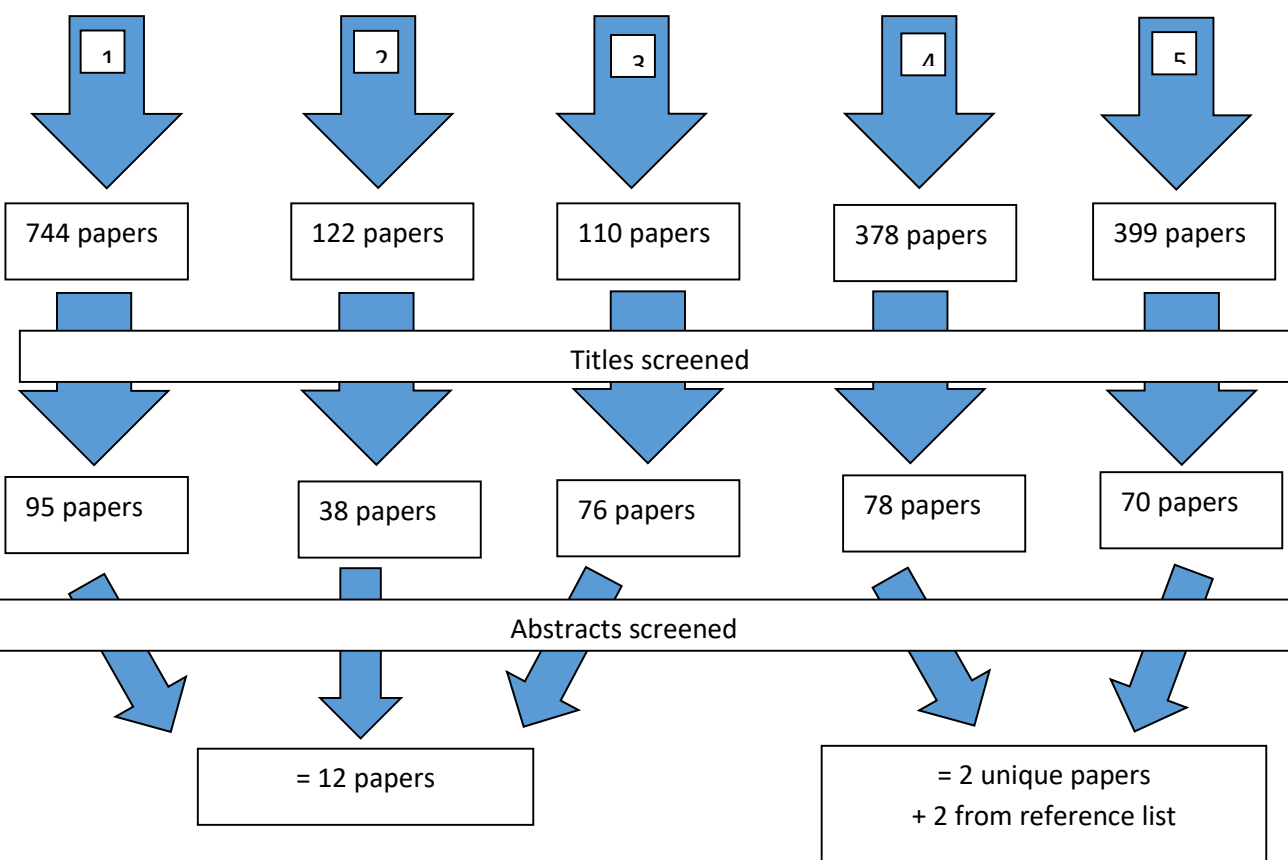 1
2
3
4
5
744 papers
122 papers
110 papers
378 papers
399 papers
Titles screened
95 papers
38 papers
76 papers
78 papers
70 papers
Abstracts screened
= 12 papers
= 2 unique papers
+ 2 from reference list